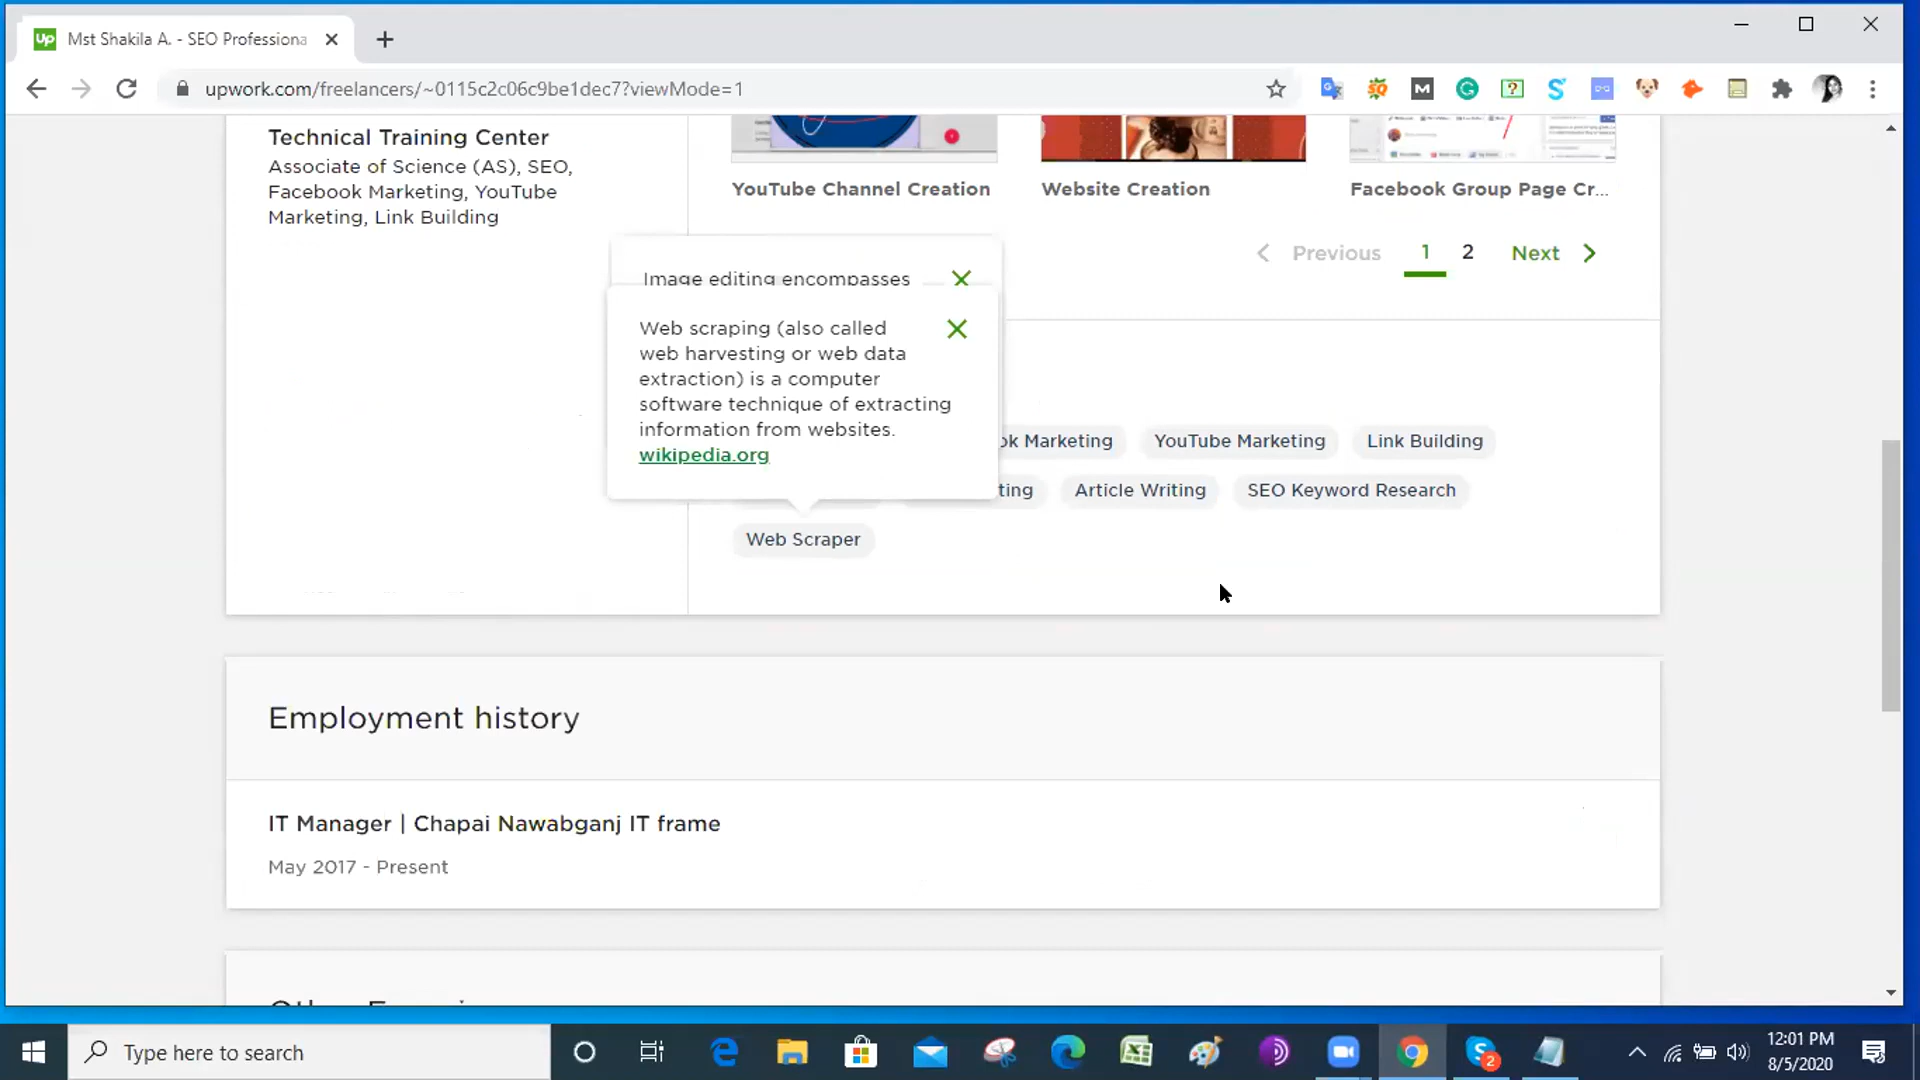 Mst Shakila A. - SEO Professiona
upwork.com/freelancers/~0115c2c06c9be1dec7?viewMode=1
Technical Training Center
Associate of Science (AS), SEO,
Facebook Marketing, YouTube
Marketing, Link Building
YouTube Channel Creation
Website Creation
Facebook Group Page Cr...
Previous 1 2 Next
Image editing encompasses
Web scraping (also called
web harvesting or web data
extraction) is a computer
software technique of extracting
information from websites.
wikipedia.org
ok Marketing
YouTube Marketing
Link Building
ting
Article Writing
SEO Keyword Research
Web Scraper
Employment history
IT Manager | Chapai Nawabganj IT frame
May 2017 - Present
Type here to search
2
12:01 PM
8/5/2020